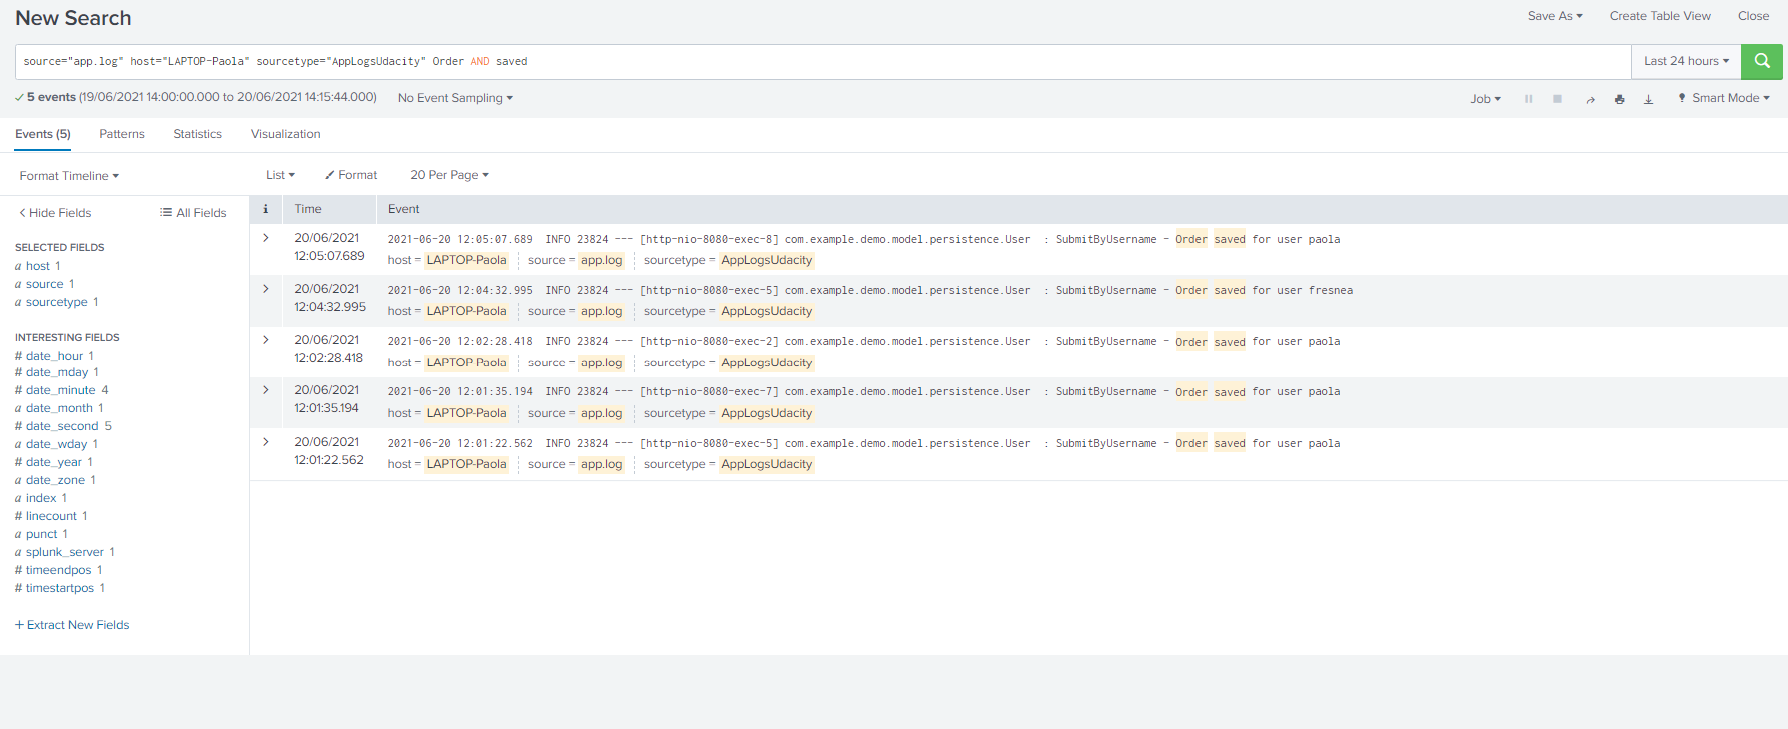 New Search
Save As Create Table View Close
source="app.log" host="LAPTOP-Paola" sourcetype="AppLogsUdacity" Order AND saved
Last 24 hours
5 events (19/06/2021 14:00:00.000 to 20/06/2021 14:15:44.000) No Event Sampling
Job Smart Mode
Events (5) Patterns Statistics Visualization
Format Timeline List Format 20 Per Page
Hide Fields All Fields
i Time Event
SELECTED FIELDS
a host 1
a source 1
a sourcetype 1
INTERESTING FIELDS
# date_hour 1
# date_mday 1
# date_minute 4
a date_month 1
# date_second 5
a date_wday 1
# date_year 1
a date_zone 1
a index 1
# linecount 1
a punct 1
a splunk_server 1
# timeendpos 1
# timestartpos 1
+ Extract New Fields
20/06/2021
12:05:07.689
2021-06-20 12:05:07.689 INFO 23824 --- [http-nio-8080-exec-8] com.example.demo.model.persistence.User : SubmitByUsername - Order saved for user paola
host = LAPTOP-Paola source = app.log sourcetype = AppLogsUdacity
20/06/2021
12:04:32.995
2021-06-20 12:04:32.995 INFO 23824 --- [http-nio-8080-exec-5] com.example.demo.model.persistence.User : SubmitByUsername - Order saved for user fresnea
host = LAPTOP-Paola source = app.log sourcetype = AppLogsUdacity
20/06/2021
12:02:28.418
2021-06-20 12:02:28.418 INFO 23824 --- [http-nio-8080-exec-2] com.example.demo.model.persistence.User : SubmitByUsername - Order saved for user paola
host = LAPTOP-Paola source = app.log sourcetype = AppLogsUdacity
20/06/2021
12:01:35.194
2021-06-20 12:01:35.194 INFO 23824 --- [http-nio-8080-exec-7] com.example.demo.model.persistence.User : SubmitByUsername - Order saved for user paola
host = LAPTOP-Paola source = app.log sourcetype = AppLogsUdacity
20/06/2021
12:01:22.562
2021-06-20 12:01:22.562 INFO 23824 --- [http-nio-8080-exec-5] com.example.demo.model.persistence.User : SubmitByUsername - Order saved for user paola
host = LAPTOP-Paola source = app.log sourcetype = AppLogsUdacity